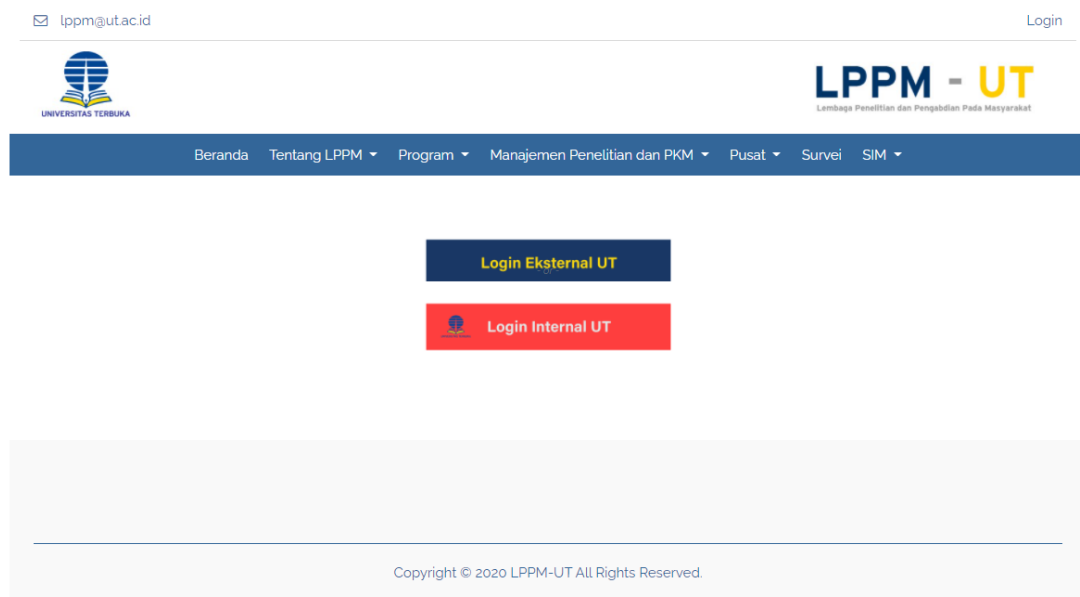 lppm@ut.ac.id
Login
UNIVERSITAS TERBUKA
LPPM - UT
Lembaga Penelitian dan Pengabdian Pada Masyarakat
Beranda Tentang LPPM Program Manajemen Penelitian dan PKM Pusat Survei SIM
Login Eksternal UT
or
Login Internal UT
Copyright © 2020 LPPM-UT All Rights Reserved.